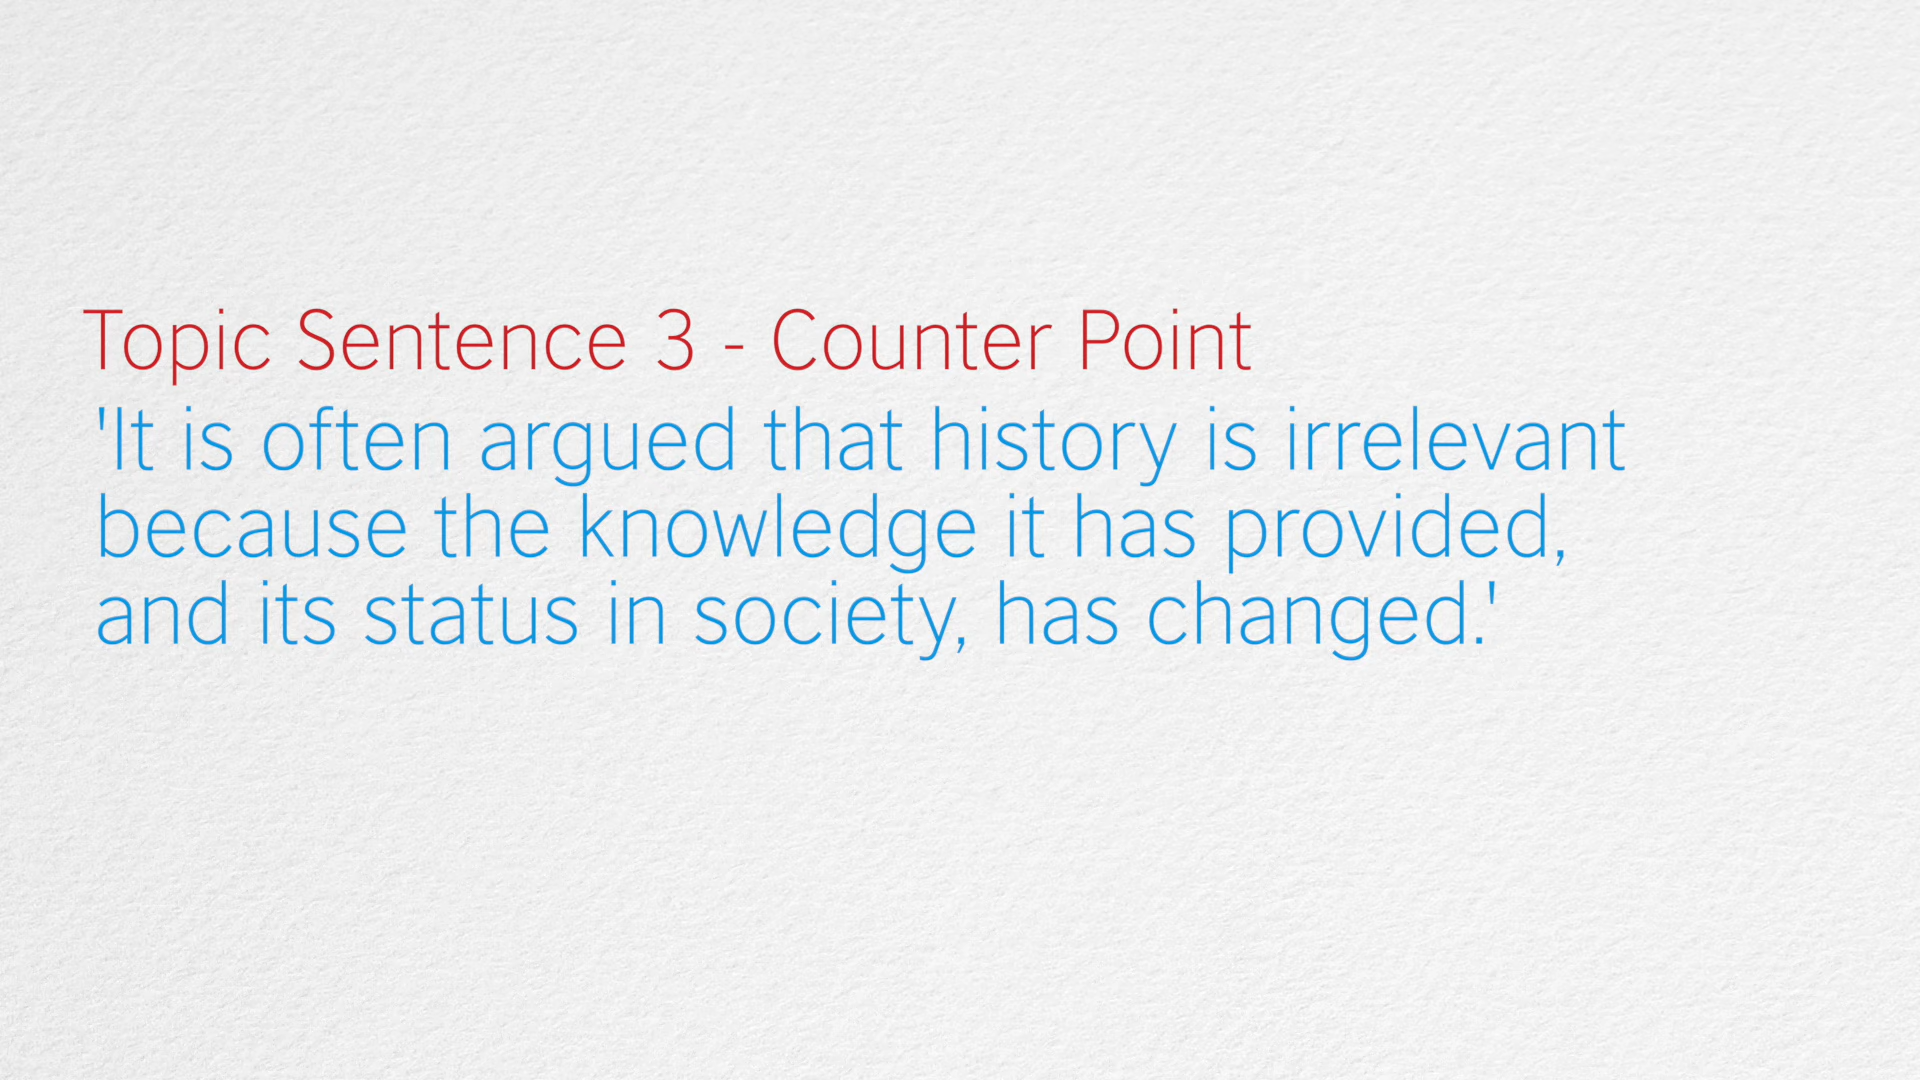 Topic Sentence 3 - Counter Point
'It is often argued that history is irrelevant
because the knowledge it has provided,
and its status in society, has changed.'